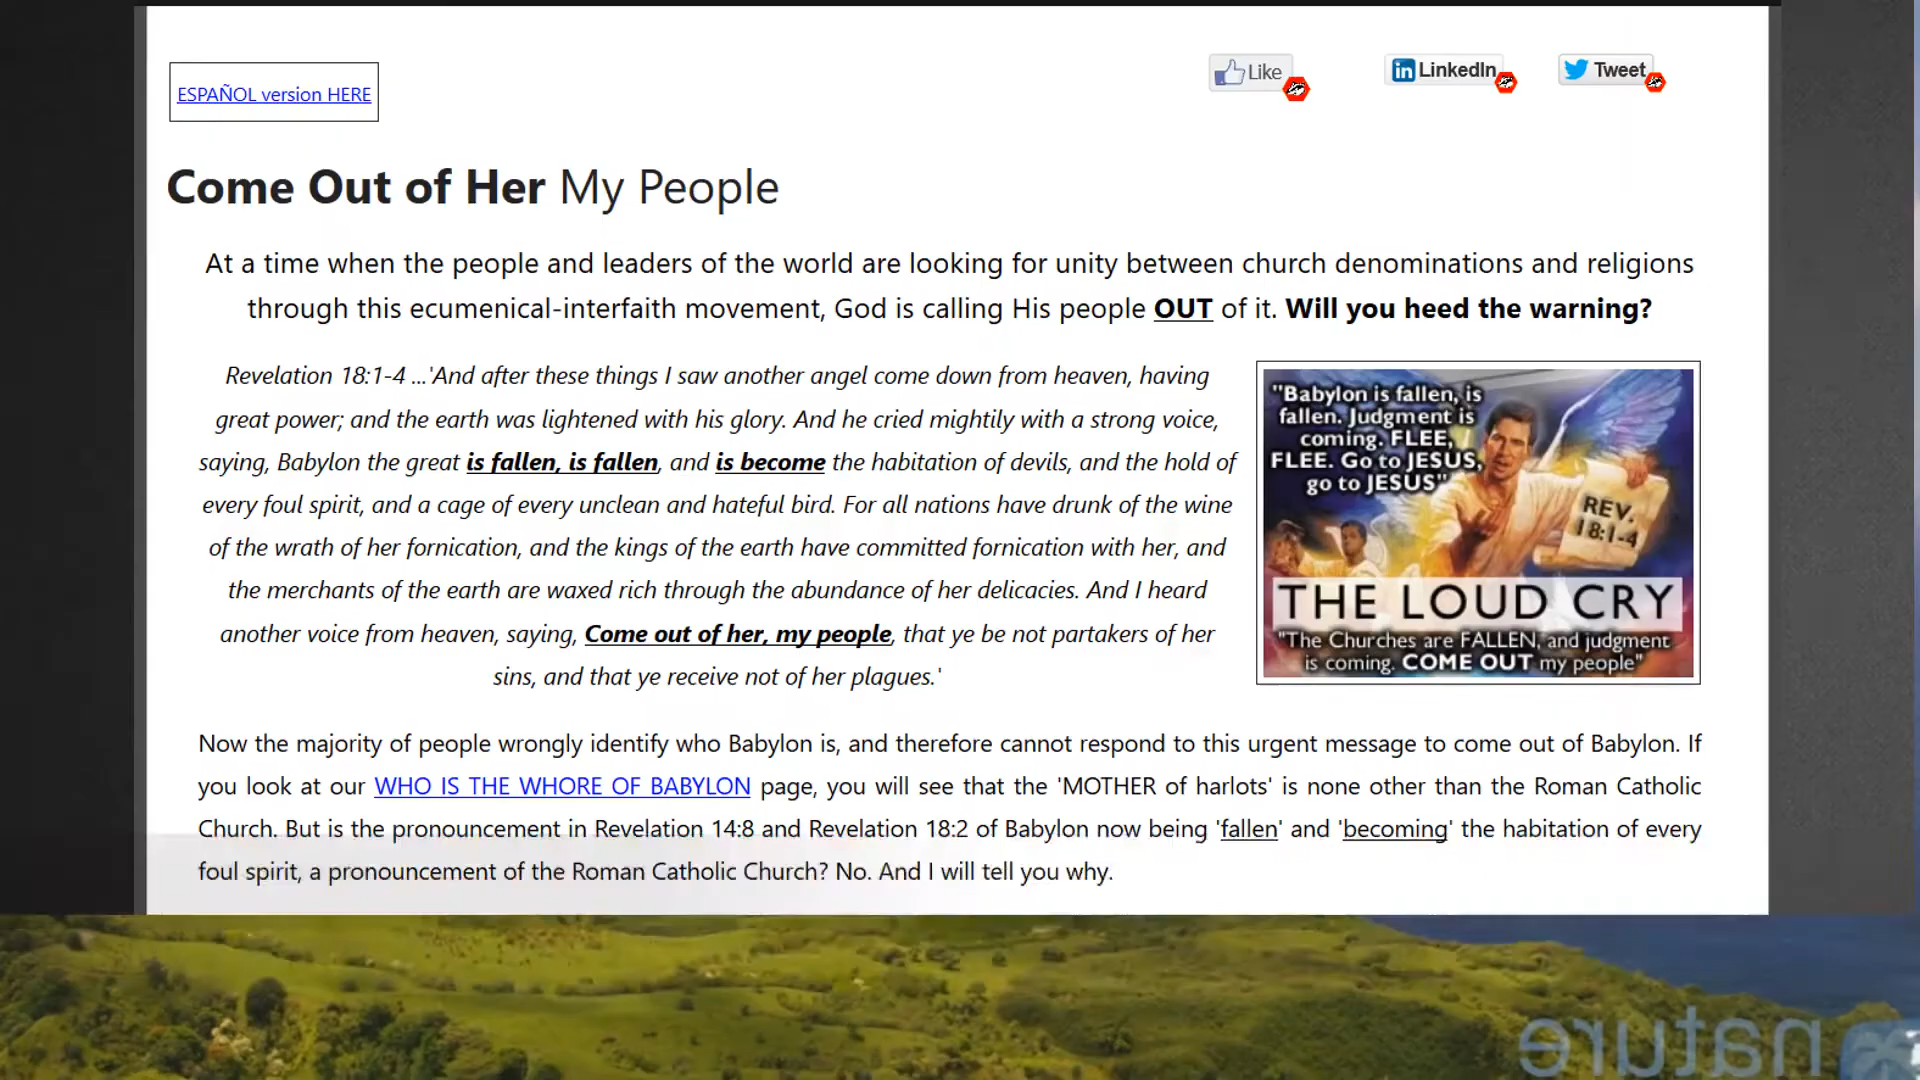 ESPAÑOL version HERE
Like
LinkedIn
Tweet
Come Out of Her My People
At a time when the people and leaders of the world are looking for unity between church denominations and religions
through this ecumenical-interfaith movement, God is calling His people OUT of it. Will you heed the warning?
Revelation 18:1-4 ...'And after these things I saw another angel come down from heaven, having
great power; and the earth was lightened with his glory. And he cried mightily with a strong voice,
saying, Babylon the great is fallen, is fallen, and is become the habitation of devils, and the hold of
every foul spirit, and a cage of every unclean and hateful bird. For all nations have drunk of the wine
of the wrath of her fornication, and the kings of the earth have committed fornication with her, and
the merchants of the earth are waxed rich through the abundance of her delicacies. And I heard
another voice from heaven, saying, Come out of her, my people, that ye be not partakers of her
sins, and that ye receive not of her plagues.'
"Babylon is fallen, is
fallen. Judgment is
coming. FLEE,
FLEE. Go to JESUS,
go to JESUS"
REV.
18:1-4
THE LOUD CRY
"The Churches are FALLEN, and judgment
is coming. COME OUT my people"
Now the majority of people wrongly identify who Babylon is, and therefore cannot respond to this urgent message to come out of Babylon. If
you look at our WHO IS THE WHORE OF BABYLON page, you will see that the 'MOTHER of harlots' is none other than the Roman Catholic
Church. But is the pronouncement in Revelation 14:8 and Revelation 18:2 of Babylon now being 'fallen' and 'becoming' the habitation of every
foul spirit, a pronouncement of the Roman Catholic Church? No. And I will tell you why.
nature